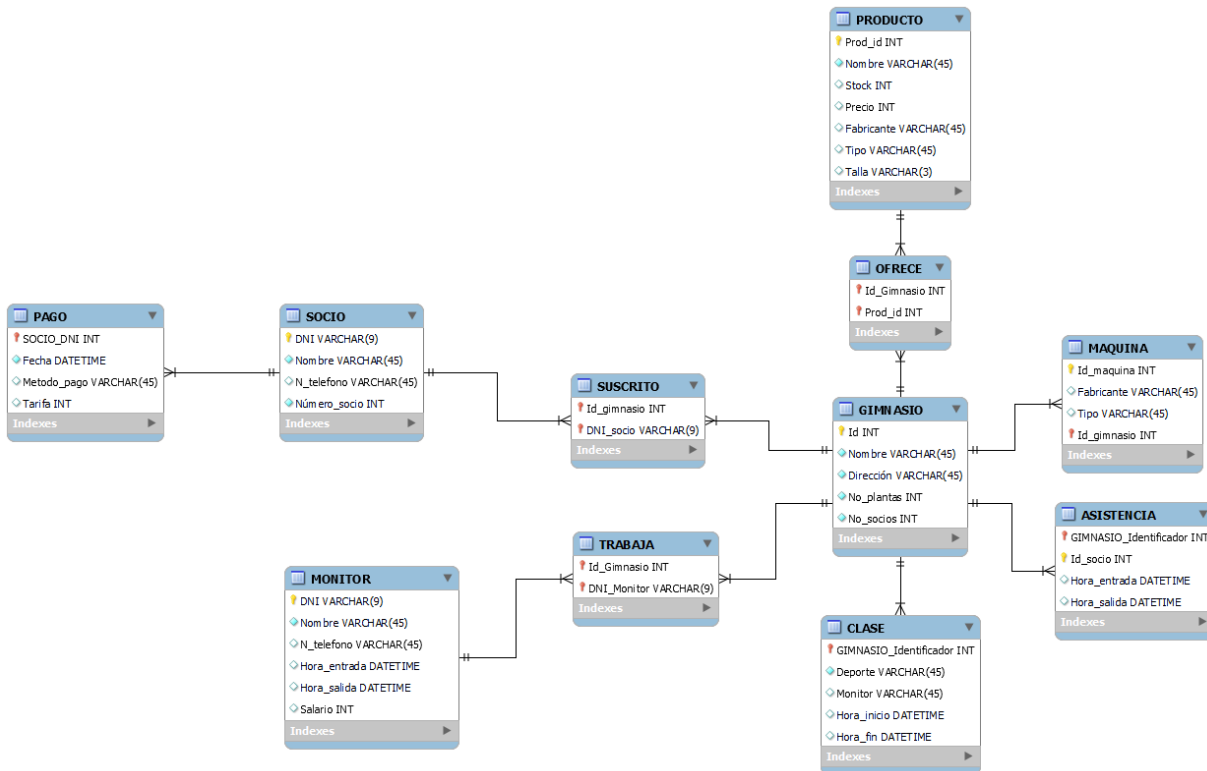 PRODUCTO
Prod_id INT
Nombre VARCHAR(45)
Stock INT
Precio INT
Fabricante VARCHAR(45)
Tipo VARCHAR(45)
Talla VARCHAR(3)
Indexes
OFRECE
Id_Gimnasio INT
Prod_id INT
Indexes
PAGO
SOCIO_DNI INT
Fecha DATETIME
Metodo_pago VARCHAR(45)
Tarifa INT
Indexes
SOCIO
DNI VARCHAR(9)
Nombre VARCHAR(45)
N_telefono VARCHAR(45)
Número_socio INT
Indexes
SUSCRITO
Id_gimnasio INT
DNI_socio VARCHAR(9)
Indexes
GIMNASIO
Id INT
Nombre VARCHAR(45)
Dirección VARCHAR(45)
No_plantas INT
No_socios INT
Indexes
MAQUINA
Id_maquina INT
Fabricante VARCHAR(45)
Tipo VARCHAR(45)
Id_gimnasio INT
Indexes
ASISTENCIA
GIMNASIO_Identificador INT
Id_socio INT
Hora_entrada DATETIME
Hora_salida DATETIME
Indexes
TRABAJA
Id_Gimnasio INT
DNI_Monitor VARCHAR(9)
Indexes
MONITOR
DNI VARCHAR(9)
Nombre VARCHAR(45)
N_telefono VARCHAR(45)
Hora_entrada DATETIME
Hora_salida DATETIME
Salario INT
Indexes
CLASE
GIMNASIO_Identificador INT
Deporte VARCHAR(45)
Monitor VARCHAR(45)
Hora_inicio DATETIME
Hora_fin DATETIME
Indexes